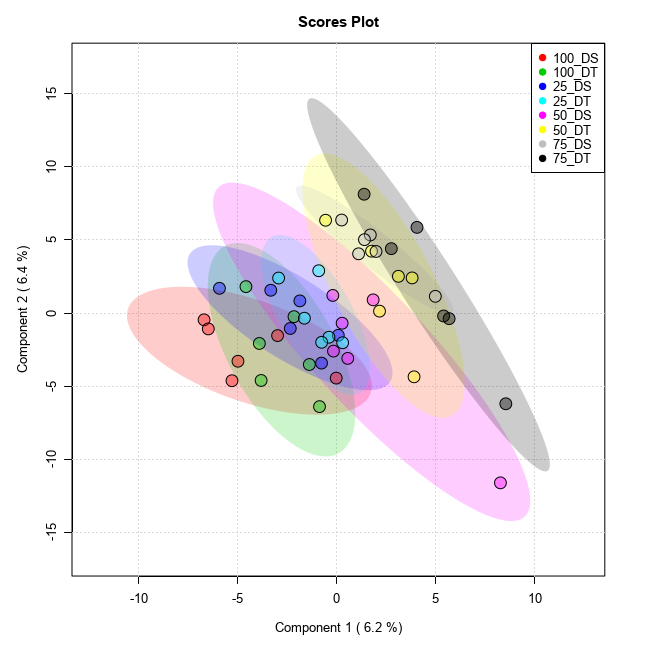 Scores Plot
100_DS
100_DT
25_DS
25_DT
50_DS
50_DT
75_DS
75_DT
Component 2 ( 6.4 %)
15
10
5
0
-5
-10
-15
-10 -5 0 5 10
Component 1 ( 6.2 %)